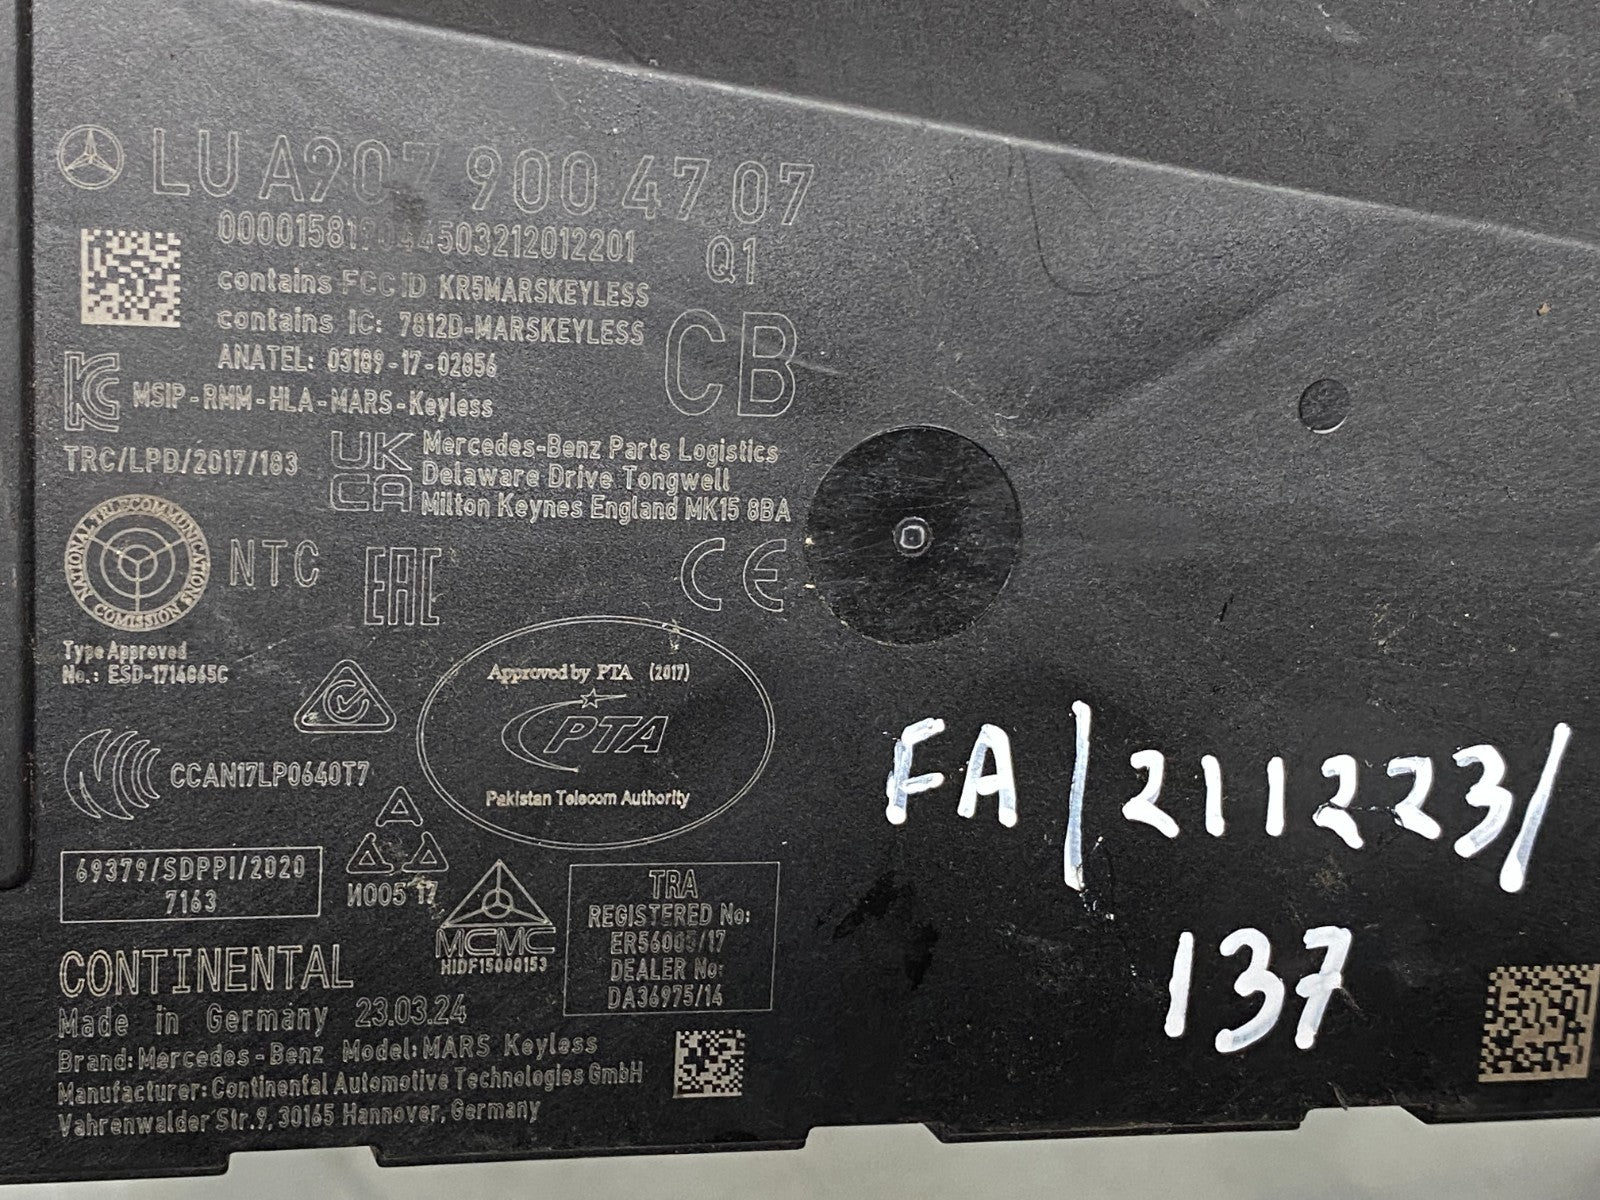 LU A907 900 47 07
Q1
contains FCC ID KR5MARSKEYLESS
contains IC: 7812D-MARSKEYLESS
CB
ANATEL: 03189-17-02856
MSIP-RMM-HLA-MARS-Keyless
TRC/LPD/2017/183
UK
CA
Mercedes-Benz Parts Logistics
Delaware Drive Tongwell
Milton Keynes England MK15 8BA
NATIONAL TELECOMMUNICATIONS COMISSION
NTC
EAC
CE
Type Approved
No.: ESD-1714865C
Approved by PTA (2017)
PTA
Pakistan Telecom Authority
CCAN17LP0640T7
69379/SDPPI/2020
7163
И005 17
MCMC
HIDF15000153
TRA
REGISTERED No:
ER56005/17
DEALER No:
DA36975/14
CONTINENTAL
Made in Germany 23.03.24
Brand: Mercedes-Benz Model: MARS Keyless
Manufacturer: Continental Automotive Technologies GmbH
Vahrenwalder Str.9, 30165 Hannover, Germany
FA/211223/
137